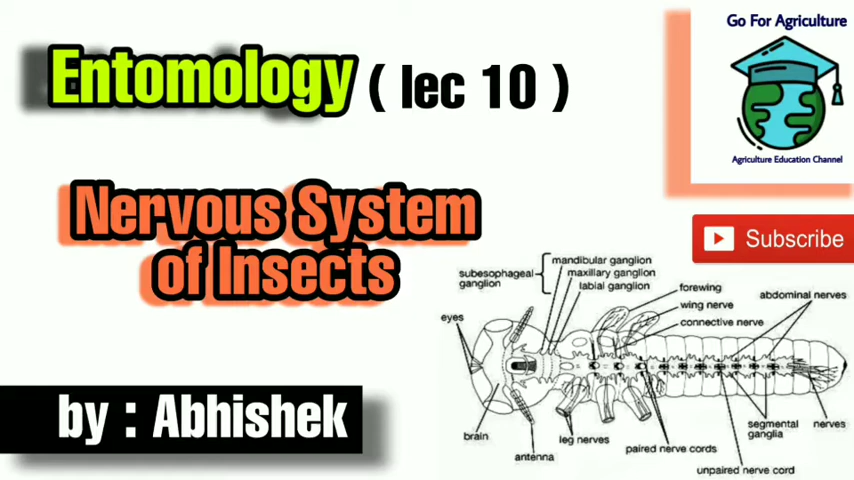 Entomology ( lec 10 )
Go For Agriculture
Agriculture Education Channel
Nervous System
of Insects
Subscribe
by : Abhishek
mandibular ganglion
maxillary ganglion
labial ganglion
subesophageal
ganglion
forewing
wing nerve
connective nerve
abdominal nerves
eyes
brain
antenna
leg nerves
paired nerve cords
unpaired nerve cord
segmental
ganglia
nerves